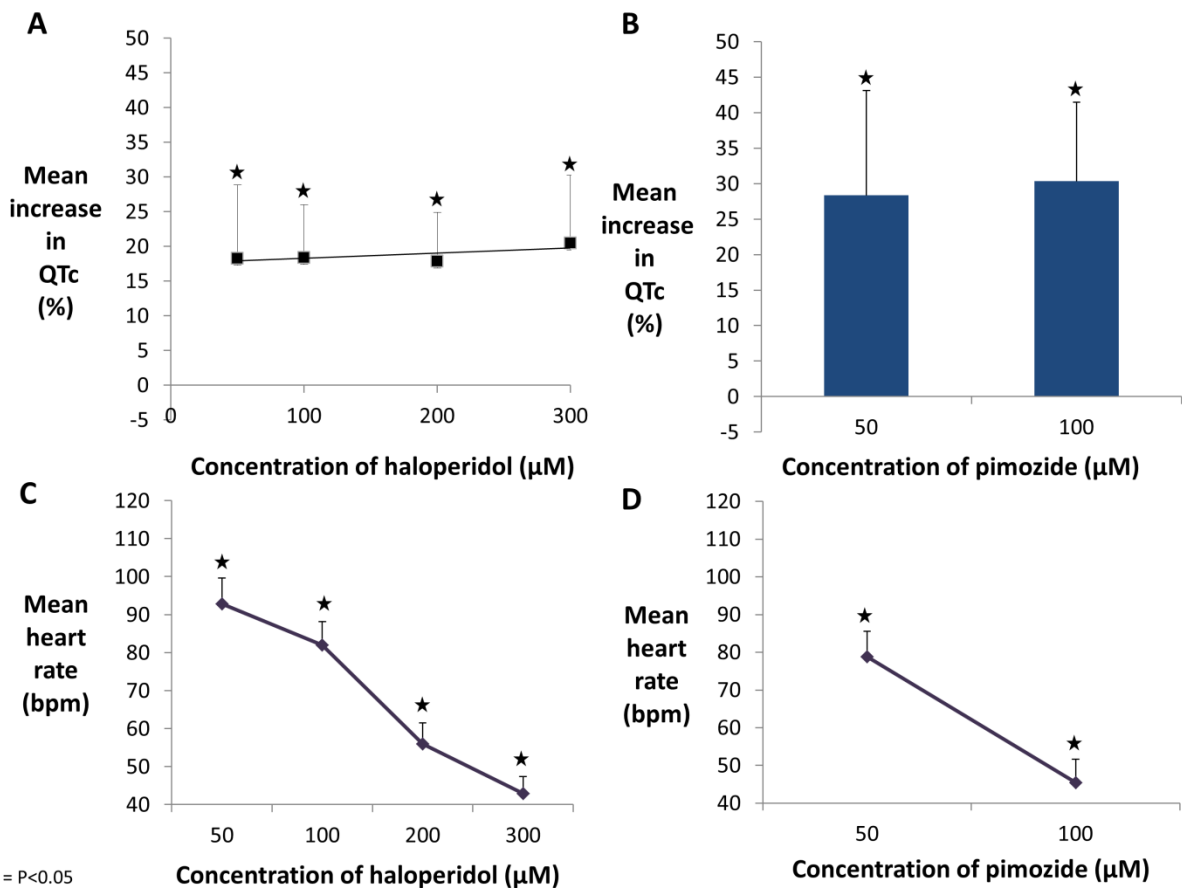 A
50
45
40
35
30
25
20
15
10
5
0
-5
Mean
increase
in
QTc
(%)
0
100
200
300
Concentration of haloperidol (µM)
B
50
45
40
35
30
25
20
15
10
5
0
-5
Mean
increase
in
QTc
(%)
50
100
Concentration of pimozide (µM)
C
120
110
100
90
80
70
60
50
40
Mean
heart
rate
(bpm)
50
100
200
300
Concentration of haloperidol (µM)
D
120
110
100
90
80
70
60
50
40
Mean
heart
rate
(bpm)
50
100
Concentration of pimozide (µM)
= P<0.05